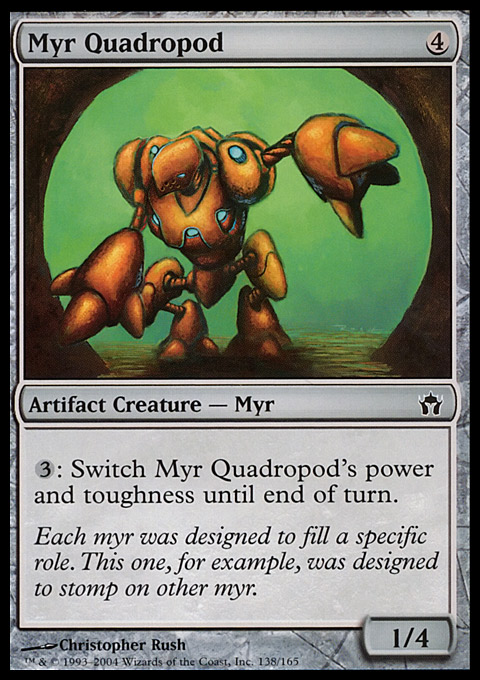 Myr Quadropod 4
Artifact Creature — Myr
3: Switch Myr Quadropod's power
and toughness until end of turn.
Each myr was designed to fill a specific
role. This one, for example, was designed
to stomp on other myr.
Christopher Rush
1/4
™ & © 1993–2004 Wizards of the Coast, Inc. 138/165